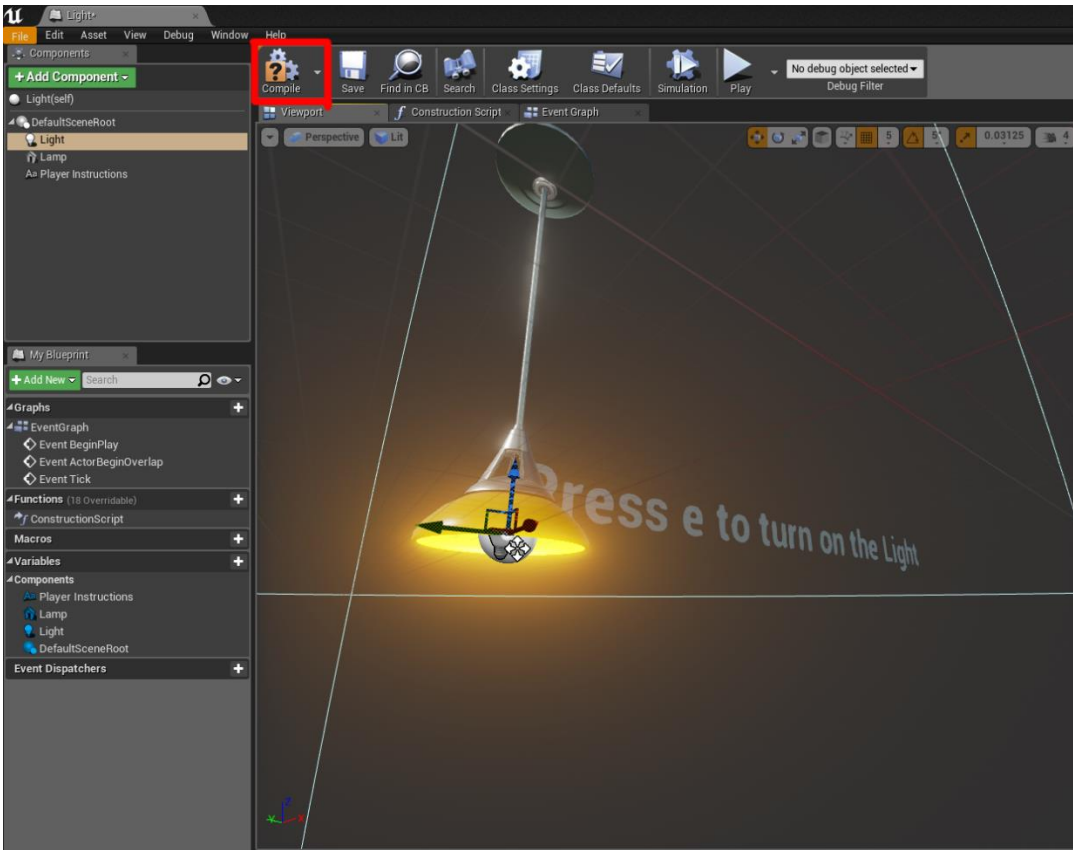 Light•
File Edit Asset View Debug Window Help
Components
+Add Component
Light(self)
DefaultSceneRoot
Light
Lamp
Player Instructions
Compile Save Find in CB Search Class Settings Class Defaults Simulation Play
No debug object selected
Debug Filter
Viewport Construction Script Event Graph
Perspective Lit 5 5° 0.03125 4
Press e to turn on the Light
My Blueprint
+Add New Search
Graphs
EventGraph
Event BeginPlay
Event ActorBeginOverlap
Event Tick
Functions (18 Overridable)
ConstructionScript
Macros
Variables
Components
Player Instructions
Lamp
Light
DefaultSceneRoot
Event Dispatchers
Z
Y X